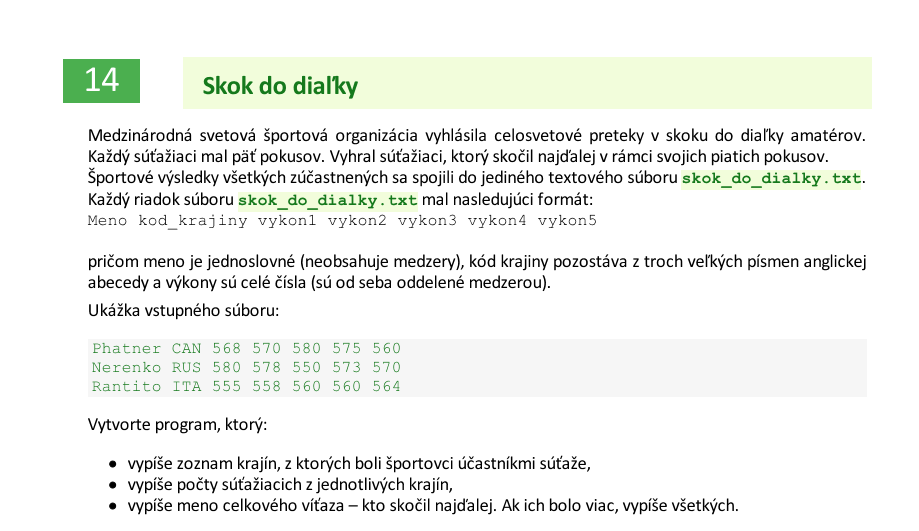 14
Skok do diaľky
Medzinárodná svetová športová organizácia vyhlásila celosvetové preteky v skoku do diaľky amatérov.
Každý súťažiaci mal päť pokusov. Vyhral súťažiaci, ktorý skočil najďalej v rámci svojich piatich pokusov.
Športové výsledky všetkých zúčastnených sa spojili do jediného textového súboru skok_do_dialky.txt.
Každý riadok súboru skok_do_dialky.txt mal nasledujúci formát:
Meno kod_krajiny vykon1 vykon2 vykon3 vykon4 vykon5
pričom meno je jednoslovné (neobsahuje medzery), kód krajiny pozostáva z troch veľkých písmen anglickej
abecedy a výkony sú celé čísla (sú od seba oddelené medzerou).
Ukážka vstupného súboru:
Phatner CAN 568 570 580 575 560
Nerenko RUS 580 578 550 573 570
Rantito ITA 555 558 560 560 564
Vytvorte program, ktorý:
● vypíše zoznam krajín, z ktorých boli športovci účastníkmi súťaže,
● vypíše počty súťažiacich z jednotlivých krajín,
● vypíše meno celkového víťaza – kto skočil najďalej. Ak ich bolo viac, vypíše všetkých.